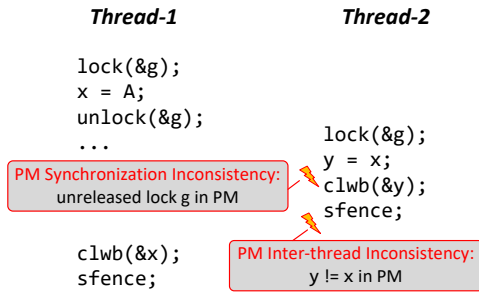 Thread-1
Thread-2
lock(&g);
x = A;
unlock(&g);
...
lock(&g);
y = x;
clwb(&y);
sfence;
PM Synchronization Inconsistency:
unreleased lock g in PM
PM Inter-thread Inconsistency:
y != x in PM
clwb(&x);
sfence;